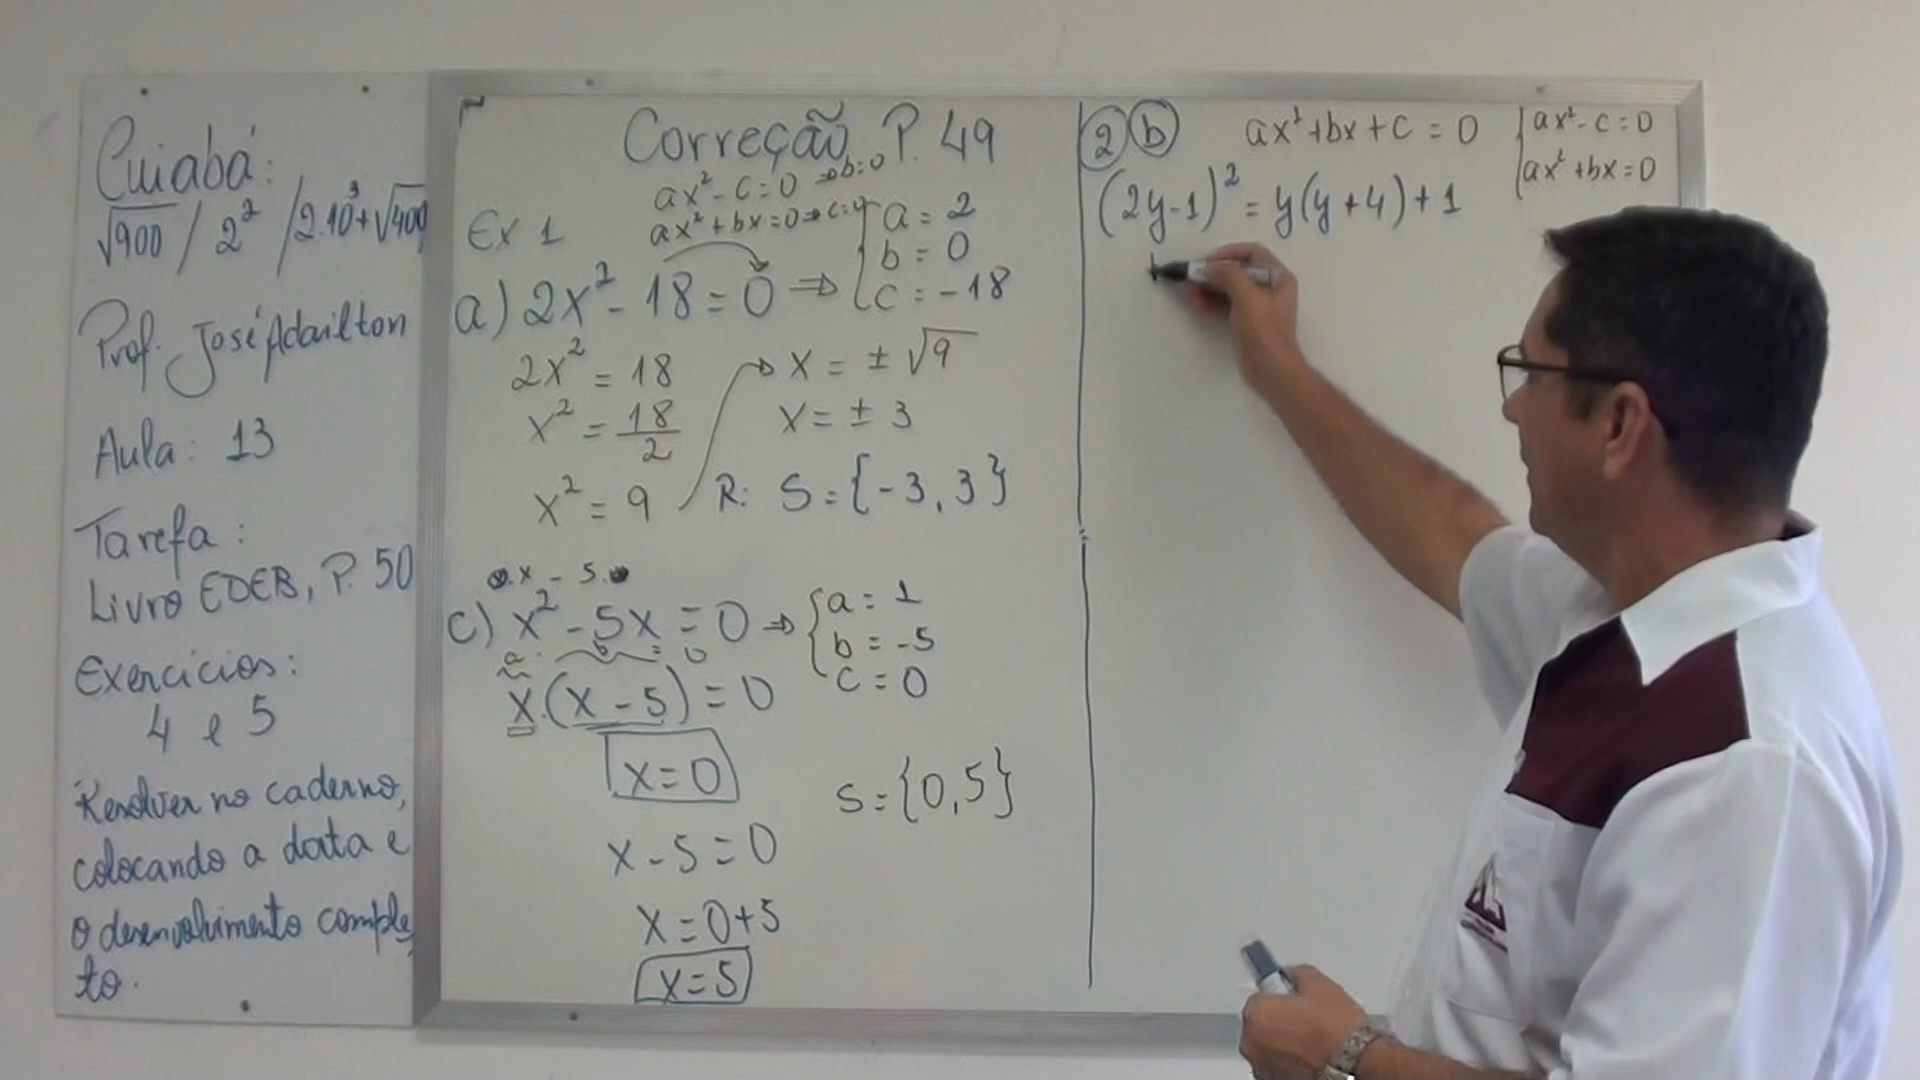 Cuiabá:
√900 / 2² / 2.10³+√400
Prof. José Adailton
Aula: 13
Tarefa:
Livro EDEB, P. 50
Exercícios:
4 e 5
Resolver no caderno,
colocando a data e
o desenvolvimento comple
to.
Correção P. 49
ax² - c = 0 → b=0
ax² + bx = 0 → c=0
Ex 1
a) 2x² - 18 = 0 ⇒ { a = 2
b = 0
c = -18
2x² = 18
x² = 18/2
x² = 9
x = ± √9
x = ± 3
R: S = {-3, 3}
.x - 5.
c) x² - 5x = 0 ⇒ { a = 1
b = -5
c = 0
a . b = 0
x.(x - 5) = 0
x = 0
x - 5 = 0
x = 0+5
x = 5
S = {0,5}
2 b ax² + bx + c = 0 { ax² - c = 0
ax² + bx = 0
(2y-1)² = y(y+4)+1